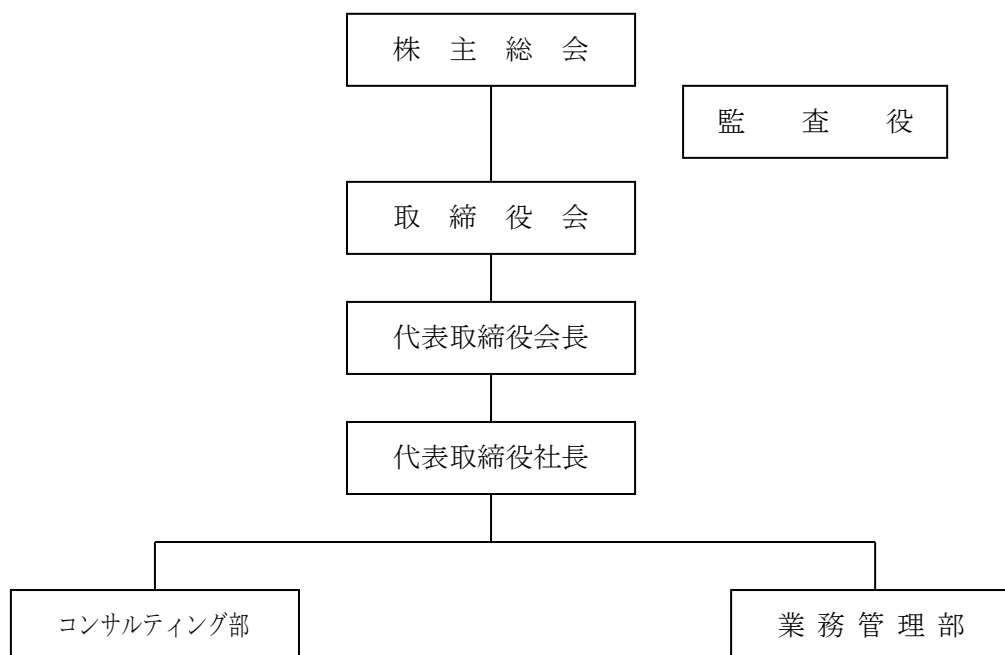 株主総会
監査役
取締役会
代表取締役会長
代表取締役社長
コンサルティング部
業務管理部